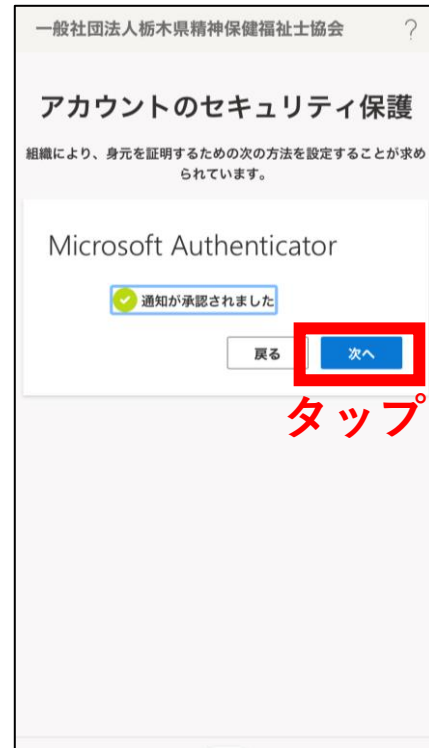 一般社団法人栃木県精神保健福祉士協会 ?
アカウントのセキュリティ保護
組織により、身元を証明するための次の方法を設定することが求め
られています。
Microsoft Authenticator
通知が承認されました
戻る 次へ
タップ